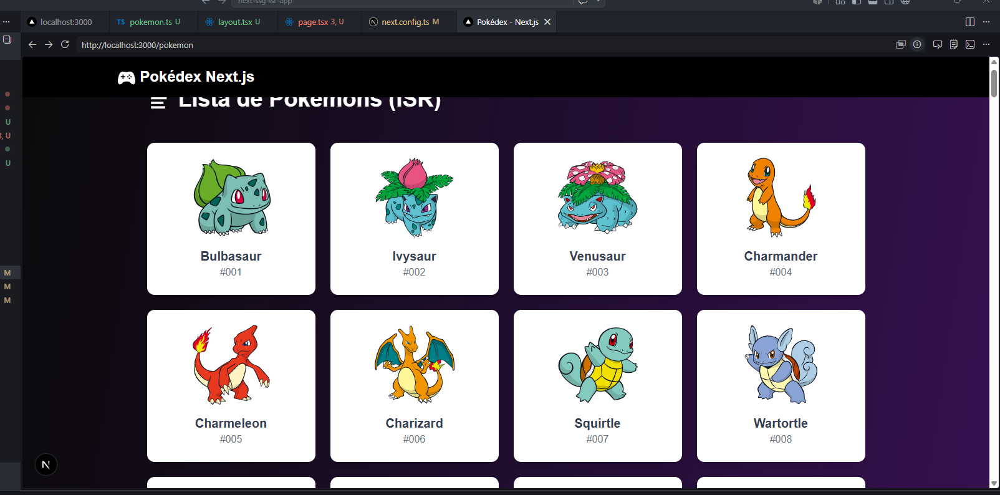 next-ssg-isr-app
localhost:3000
TS pokemon.ts U
layout.tsx U
page.tsx 3, U
N next.config.ts M
Pokédex - Next.js
http://localhost:3000/pokemon
Pokédex Next.js
Lista de Pokémons (ISR)
U
3, U
U
M
M
M
Bulbasaur
#001
Ivysaur
#002
Venusaur
#003
Charmander
#004
Charmeleon
#005
Charizard
#006
Squirtle
#007
Wartortle
#008
N